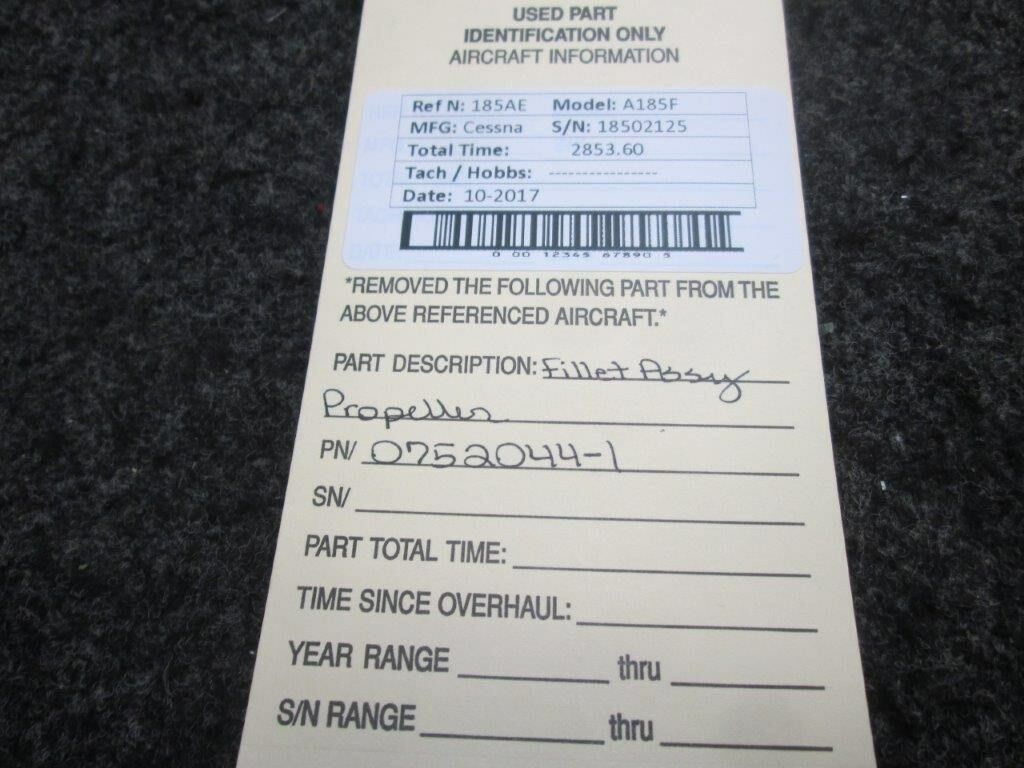 USED PART
IDENTIFICATION ONLY
AIRCRAFT INFORMATION
Ref N: 185AE Model: A185F
MFG: Cessna S/N: 18502125
Total Time: 2853.60
Tach / Hobbs: ----------------
Date: 10-2017
0 00 12345 67890 5
*REMOVED THE FOLLOWING PART FROM THE
ABOVE REFERENCED AIRCRAFT.*
PART DESCRIPTION: Fillet Assy
Propeller
PN/ 0752044-1
SN/
PART TOTAL TIME:
TIME SINCE OVERHAUL:
YEAR RANGE thru
S/N RANGE thru